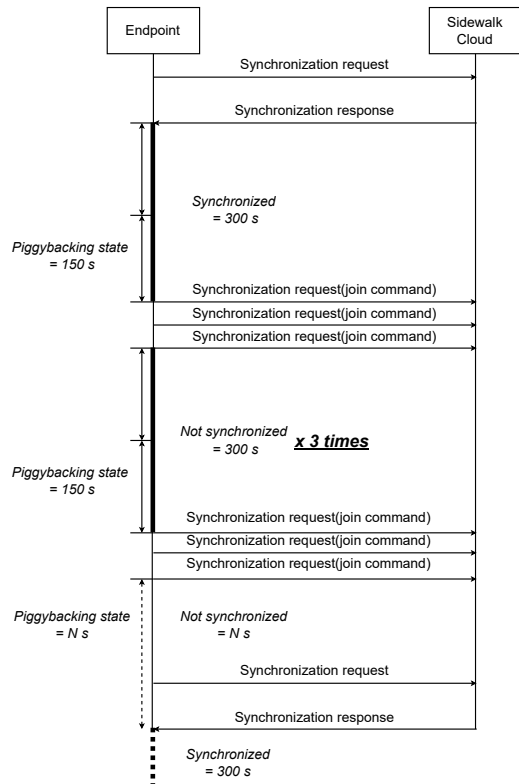 Endpoint
Sidewalk
Cloud
Synchronization request
Synchronization response
Synchronized
= 300 s
Piggybacking state
= 150 s
Synchronization request(join command)
Synchronization request(join command)
Synchronization request(join command)
Not synchronized
= 300 s
x 3 times
Piggybacking state
= 150 s
Synchronization request(join command)
Synchronization request(join command)
Synchronization request(join command)
Piggybacking state
= N s
Not synchronized
= N s
Synchronization request
Synchronization response
Synchronized
= 300 s